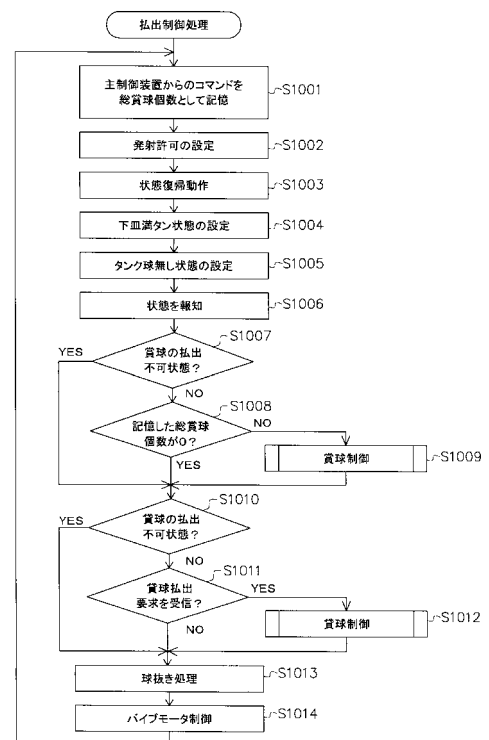 払出制御処理
主制御装置からのコマンドを
総賞球個数として記憶
S1001
発射許可の設定
S1002
状態復帰動作
S1003
下皿満タン状態の設定
S1004
タンク球無し状態の設定
S1005
状態を報知
S1006
S1007
YES
賞球の払出
不可状態?
NO
S1008
記憶した総賞球
個数が0?
NO
YES
賞球制御
S1009
S1010
YES
貸球の払出
不可状態?
NO
S1011
貸球払出
要求を受信?
YES
NO
貸球制御
S1012
球抜き処理
S1013
バイブモータ制御
S1014